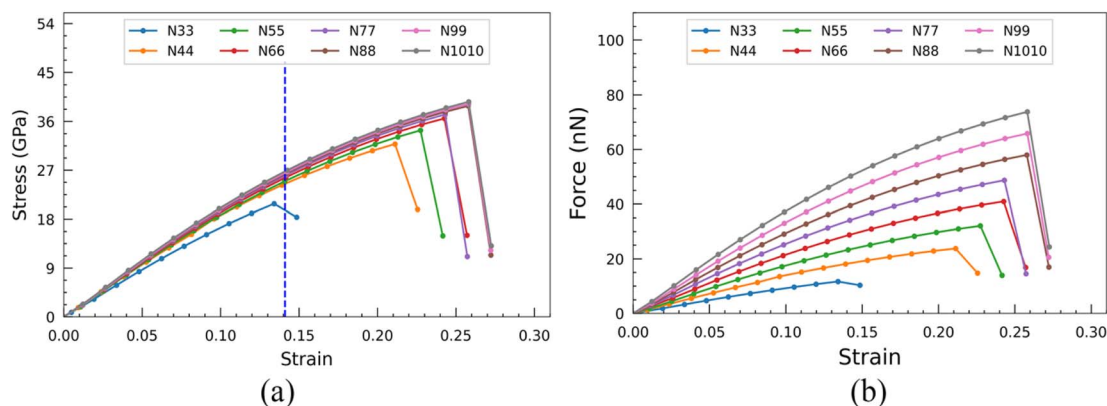 54
45
36
27
18
9
0
Stress (GPa)
N33 N55 N77 N99
N44 N66 N88 N1010
0.00 0.05 0.10 0.15 0.20 0.25 0.30
Strain
(a)
100
80
60
40
20
0
Force (nN)
N33 N55 N77 N99
N44 N66 N88 N1010
0.00 0.05 0.10 0.15 0.20 0.25 0.30
Strain
(b)